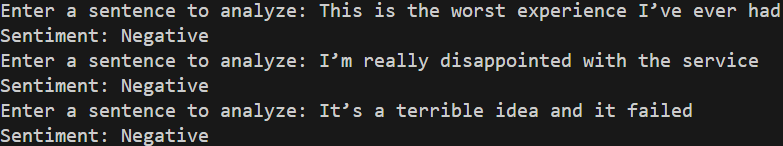 Enter a sentence to analyze: This is the worst experience I’ve ever had
Sentiment: Negative
Enter a sentence to analyze: I’m really disappointed with the service
Sentiment: Negative
Enter a sentence to analyze: It’s a terrible idea and it failed
Sentiment: Negative